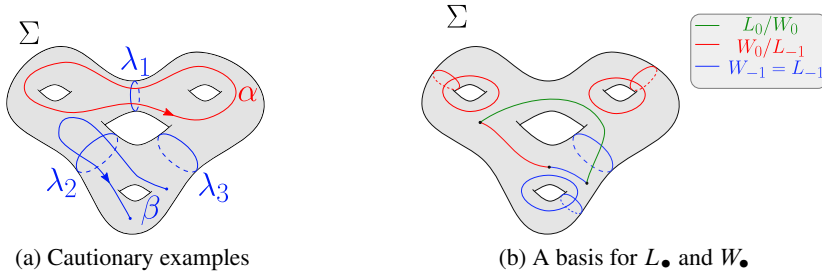 Σ
λ₁
α
λ₂
λ₃
β
(a) Cautionary examples
Σ
L₀/W₀
W₀/L₋₁
W₋₁ = L₋₁
(b) A basis for L• and W•